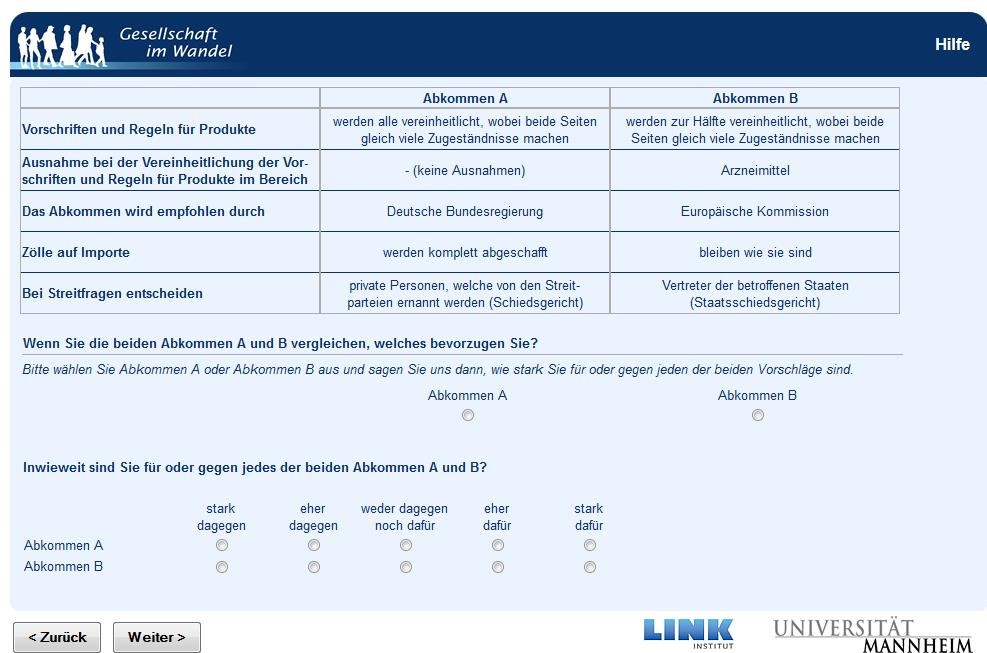 Gesellschaft
im Wandel
Hilfe
Abkommen A Abkommen B
Vorschriften und Regeln für Produkte
werden alle vereinheitlicht, wobei beide Seiten
gleich viele Zugeständnisse machen
werden zur Hälfte vereinheitlicht, wobei beide
Seiten gleich viele Zugeständnisse machen
Ausnahme bei der Vereinheitlichung der Vor-
schriften und Regeln für Produkte im Bereich
- (keine Ausnahmen)
Arzneimittel
Das Abkommen wird empfohlen durch
Deutsche Bundesregierung
Europäische Kommission
Zölle auf Importe
werden komplett abgeschafft
bleiben wie sie sind
Bei Streitfragen entscheiden
private Personen, welche von den Streit-
parteien ernannt werden (Schiedsgericht)
Vertreter der betroffenen Staaten
(Staatsschiedsgericht)
Wenn Sie die beiden Abkommen A und B vergleichen, welches bevorzugen Sie?
Bitte wählen Sie Abkommen A oder Abkommen B aus und sagen Sie uns dann, wie stark Sie für oder gegen jeden der beiden Vorschläge sind.
Abkommen A Abkommen B
Inwieweit sind Sie für oder gegen jedes der beiden Abkommen A und B?
stark eher weder dagegen eher stark
dagegen dagegen noch dafür dafür dafür
Abkommen A
Abkommen B
< Zurück Weiter >
LINK
INSTITUT
UNIVERSITÄT
MANNHEIM